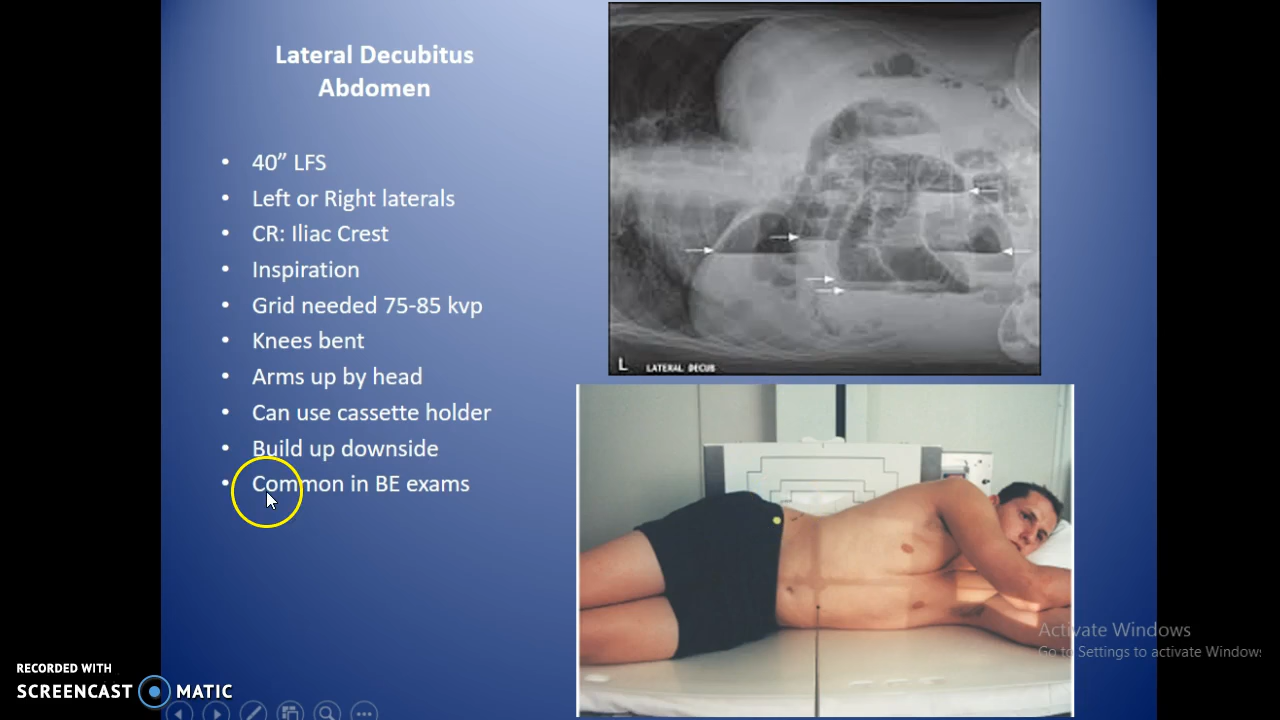 Lateral Decubitus
Abdomen
• 40” LFS
• Left or Right laterals
• CR: Iliac Crest
• Inspiration
• Grid needed 75-85 kvp
• Knees bent
• Arms up by head
• Can use cassette holder
• Build up downside
• Common in BE exams
L LATERAL DECUB
Activate Windows
Go to Settings to activate Windows
RECORDED WITH
SCREENCAST MATIC